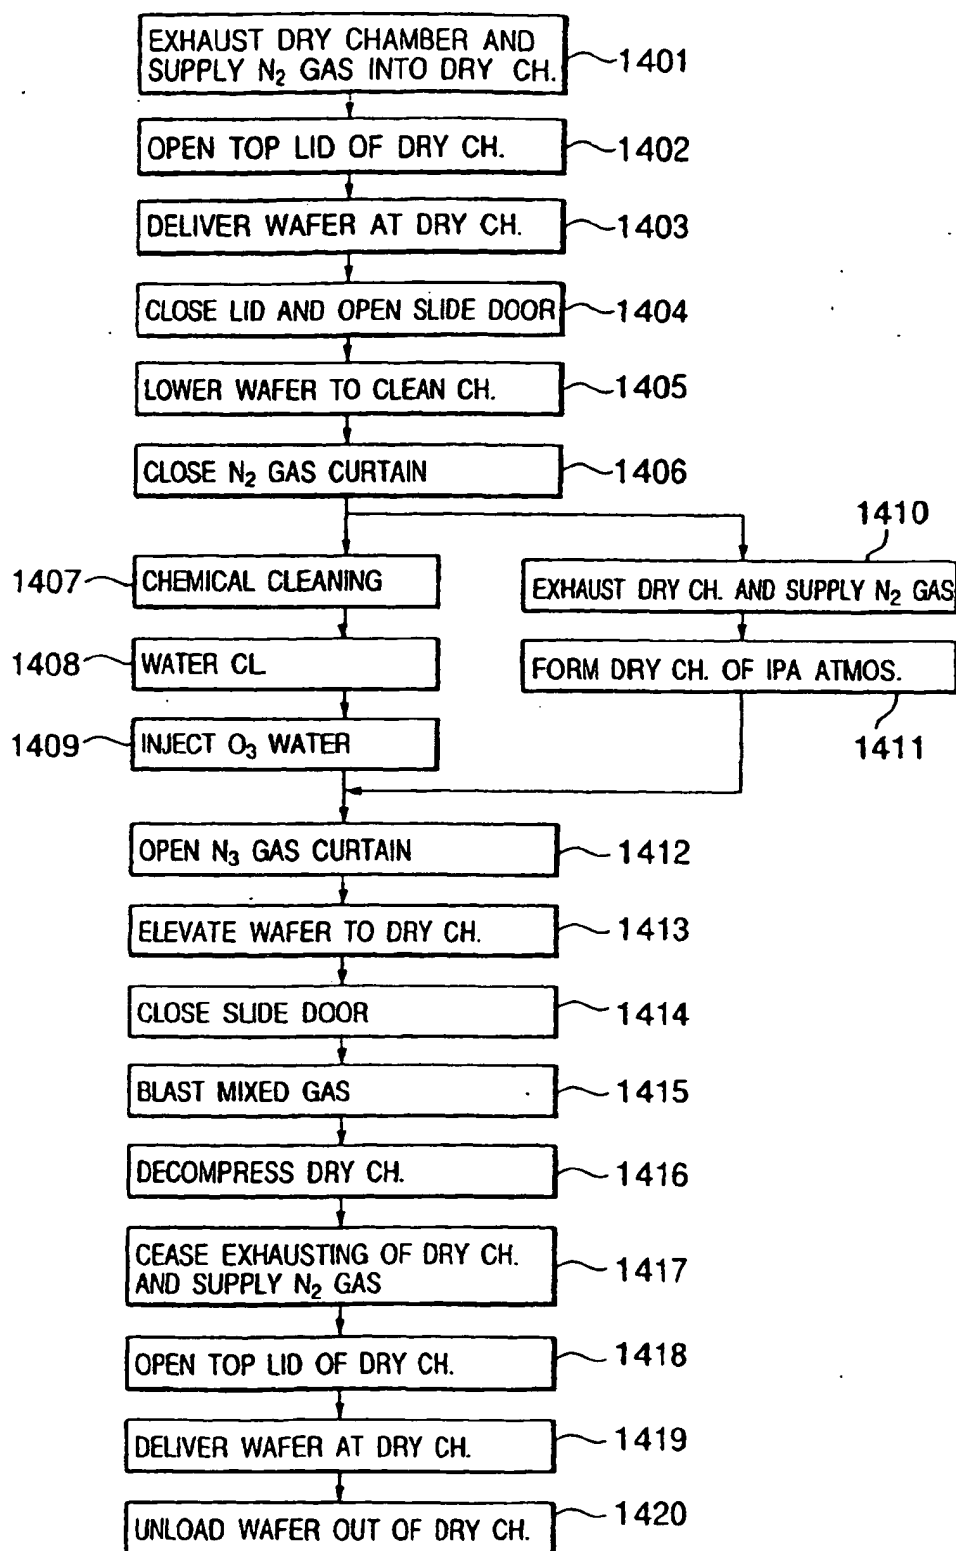 EXHAUST DRY CHAMBER AND
SUPPLY N₂ GAS INTO DRY CH.
1401
OPEN TOP LID OF DRY CH.
1402
DELIVER WAFER AT DRY CH.
1403
CLOSE LID AND OPEN SLIDE DOOR
1404
LOWER WAFER TO CLEAN CH.
1405
CLOSE N₂ GAS CURTAIN
1406
1407
CHEMICAL CLEANING
1408
WATER CL.
1409
INJECT O₃ WATER
1410
EXHAUST DRY CH. AND SUPPLY N₂ GAS
FORM DRY CH. OF IPA ATMOS.
1411
OPEN N₃ GAS CURTAIN
1412
ELEVATE WAFER TO DRY CH.
1413
CLOSE SLIDE DOOR
1414
BLAST MIXED GAS
1415
DECOMPRESS DRY CH.
1416
CEASE EXHAUSTING OF DRY CH.
AND SUPPLY N₂ GAS
1417
OPEN TOP LID OF DRY CH.
1418
DELIVER WAFER AT DRY CH.
1419
UNLOAD WAFER OUT OF DRY CH.
1420